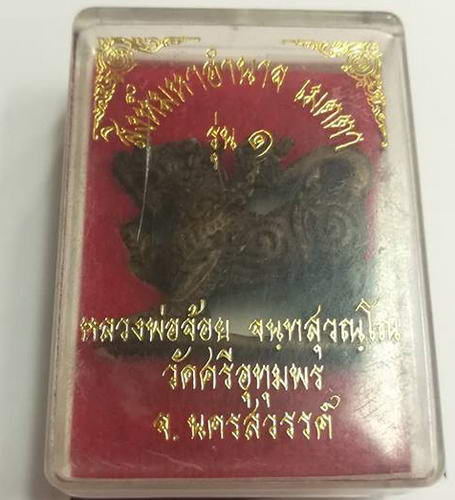 สิงห์มหาอำนาจ เมตตา
รุ่น ๑
หลวงพ่อจ้อย จนฺทสุวณฺโณ
วัดศรีอุทุมพร
จ. นครสวรรค์